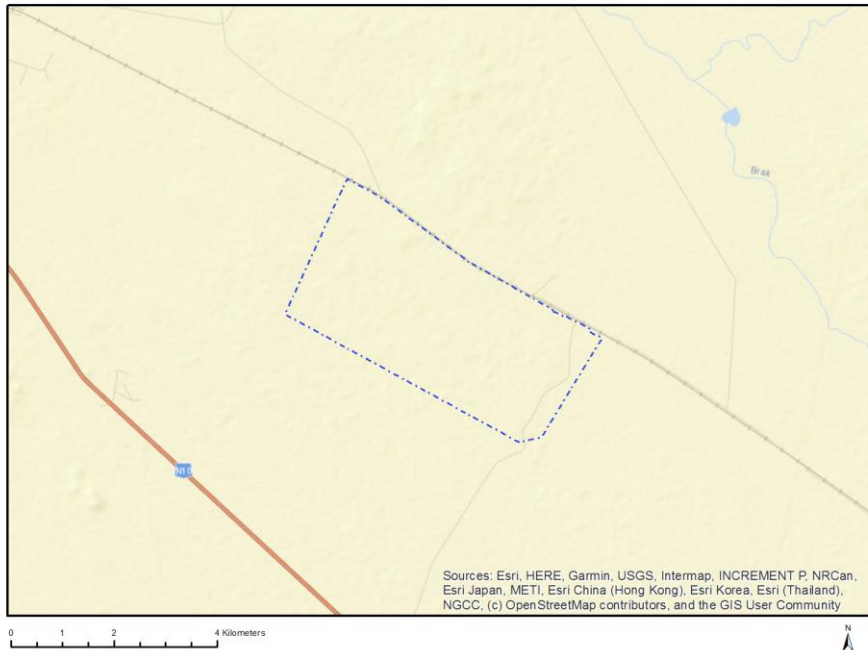 Brak
N10
Sources: Esri, HERE, Garmin, USGS, Intermap, INCREMENT P, NRCan,
Esri Japan, METI, Esri China (Hong Kong), Esri Korea, Esri (Thailand),
NGCC, (c) OpenStreetMap contributors, and the GIS User Community
0 1 2 4 Kilometers
N